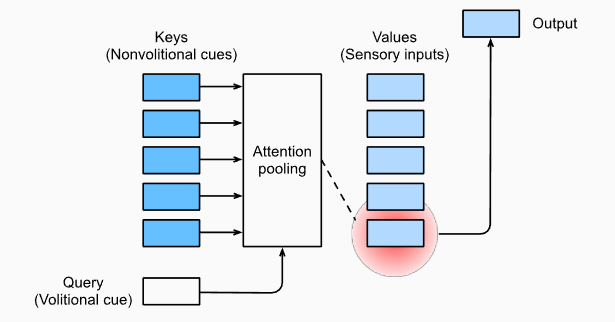 Output
Keys
(Nonvolitional cues)
Values
(Sensory inputs)
Attention
pooling
Query
(Volitional cue)